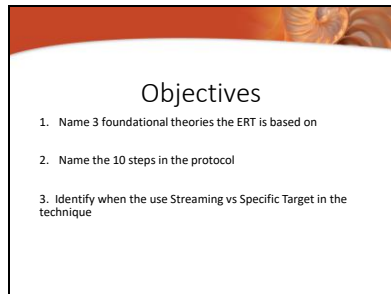 Objectives
1. Name 3 foundational theories the ERT is based on
2. Name the 10 steps in the protocol
3. Identify when the use Streaming vs Specific Target in the
technique